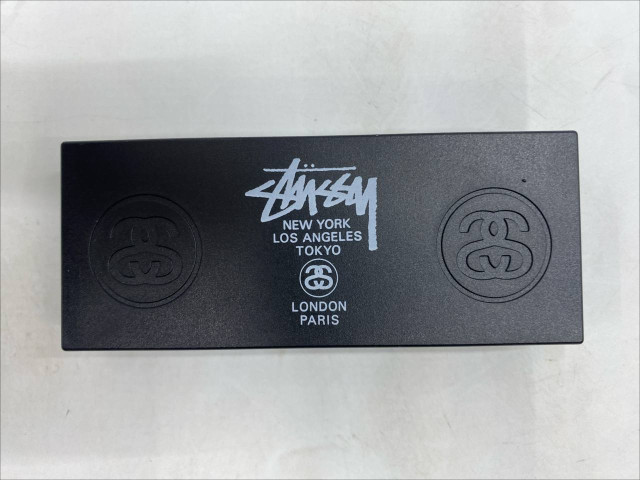 STÜSSY
NEW YORK
LOS ANGELES
TOKYO
LONDON
PARIS